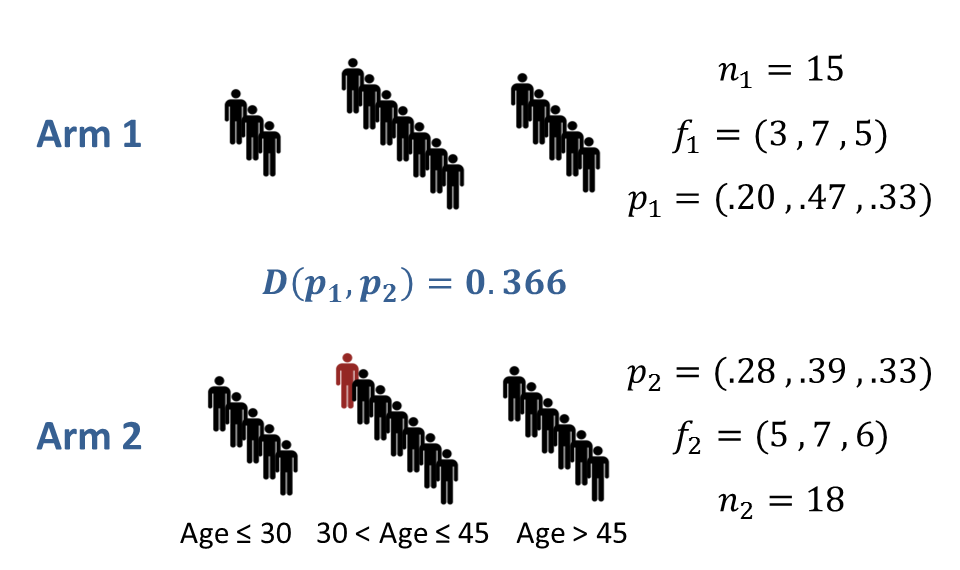 n₁ = 15
Arm 1
f₁ = (3 , 7 , 5)
p₁ = (.20 , .47 , .33)
D(p₁, p₂) = 0.366
p₂ = (.28 , .39 , .33)
Arm 2
f₂ = (5 , 7 , 6)
n₂ = 18
Age ≤ 30 30 < Age ≤ 45 Age > 45